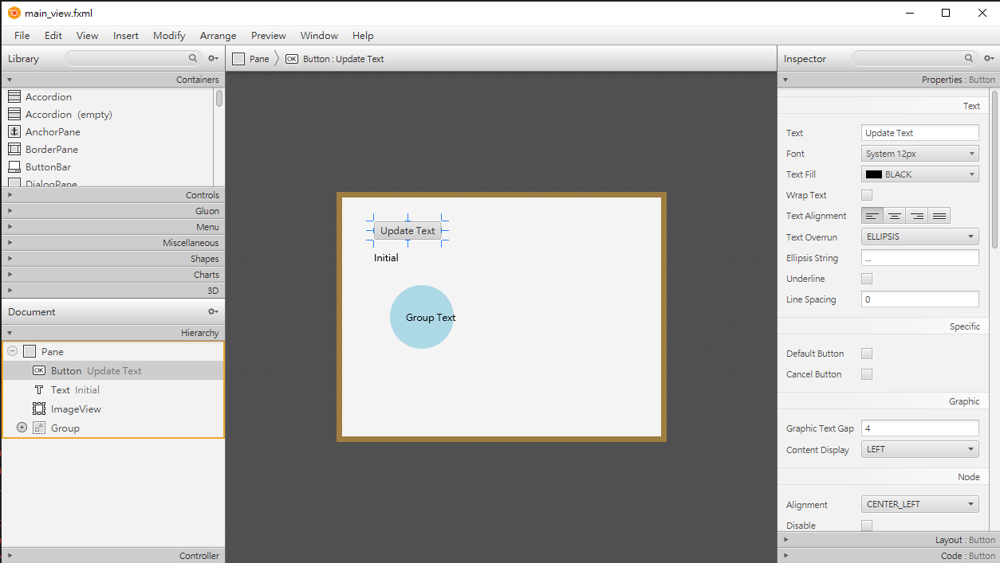 main_view.fxml
File Edit View Insert Modify Arrange Preview Window Help
Library
Containers
Accordion
Accordion (empty)
AnchorPane
BorderPane
ButtonBar
DialogPane
Controls
Gluon
Menu
Miscellaneous
Shapes
Charts
3D
Document
Hierarchy
Pane
OK Button Update Text
T Text Initial
ImageView
Group
Controller
Pane OK Button : Update Text
Update Text
Initial
Group Text
Inspector
Properties : Button
Text
Text Update Text
Font System 12px
Text Fill BLACK
Wrap Text
Text Alignment
Text Overrun ELLIPSIS
Ellipsis String ...
Underline
Line Spacing 0
Specific
Default Button
Cancel Button
Graphic
Graphic Text Gap 4
Content Display LEFT
Node
Alignment CENTER_LEFT
Disable
Layout : Button
Code : Button